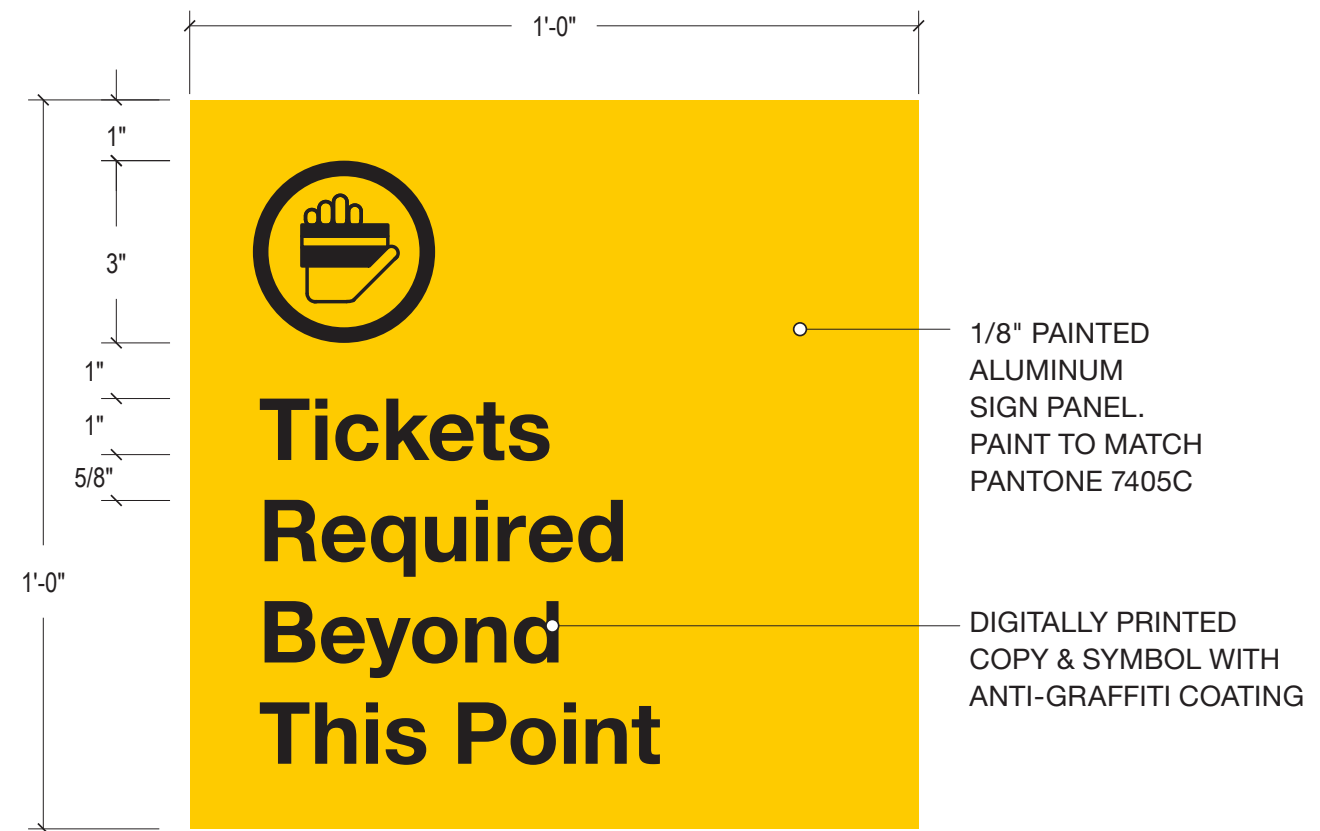 1'-0"
1"
3"
1"
1"
5/8"
1'-0"
Tickets
Required
Beyond
This Point
1/8" PAINTED
ALUMINUM
SIGN PANEL.
PAINT TO MATCH
PANTONE 7405C
DIGITALLY PRINTED
COPY & SYMBOL WITH
ANTI-GRAFFITI COATING